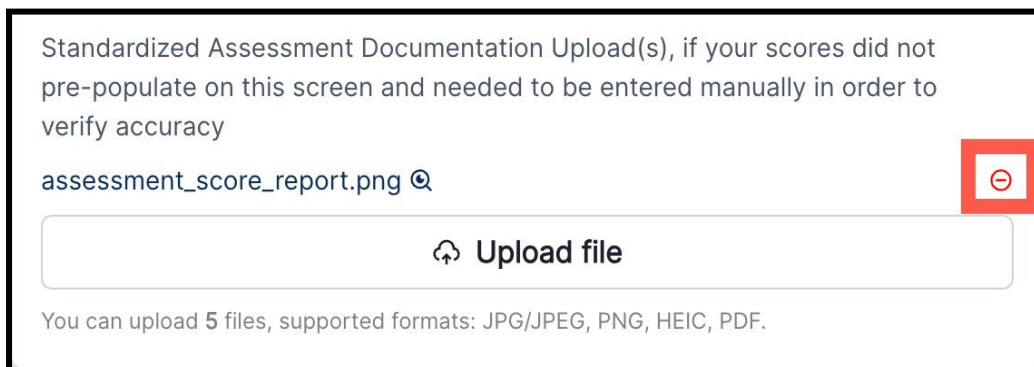 Standardized Assessment Documentation Upload(s), if your scores did not
pre-populate on this screen and needed to be entered manually in order to
verify accuracy
assessment_score_report.png
Upload file
You can upload 5 files, supported formats: JPG/JPEG, PNG, HEIC, PDF.